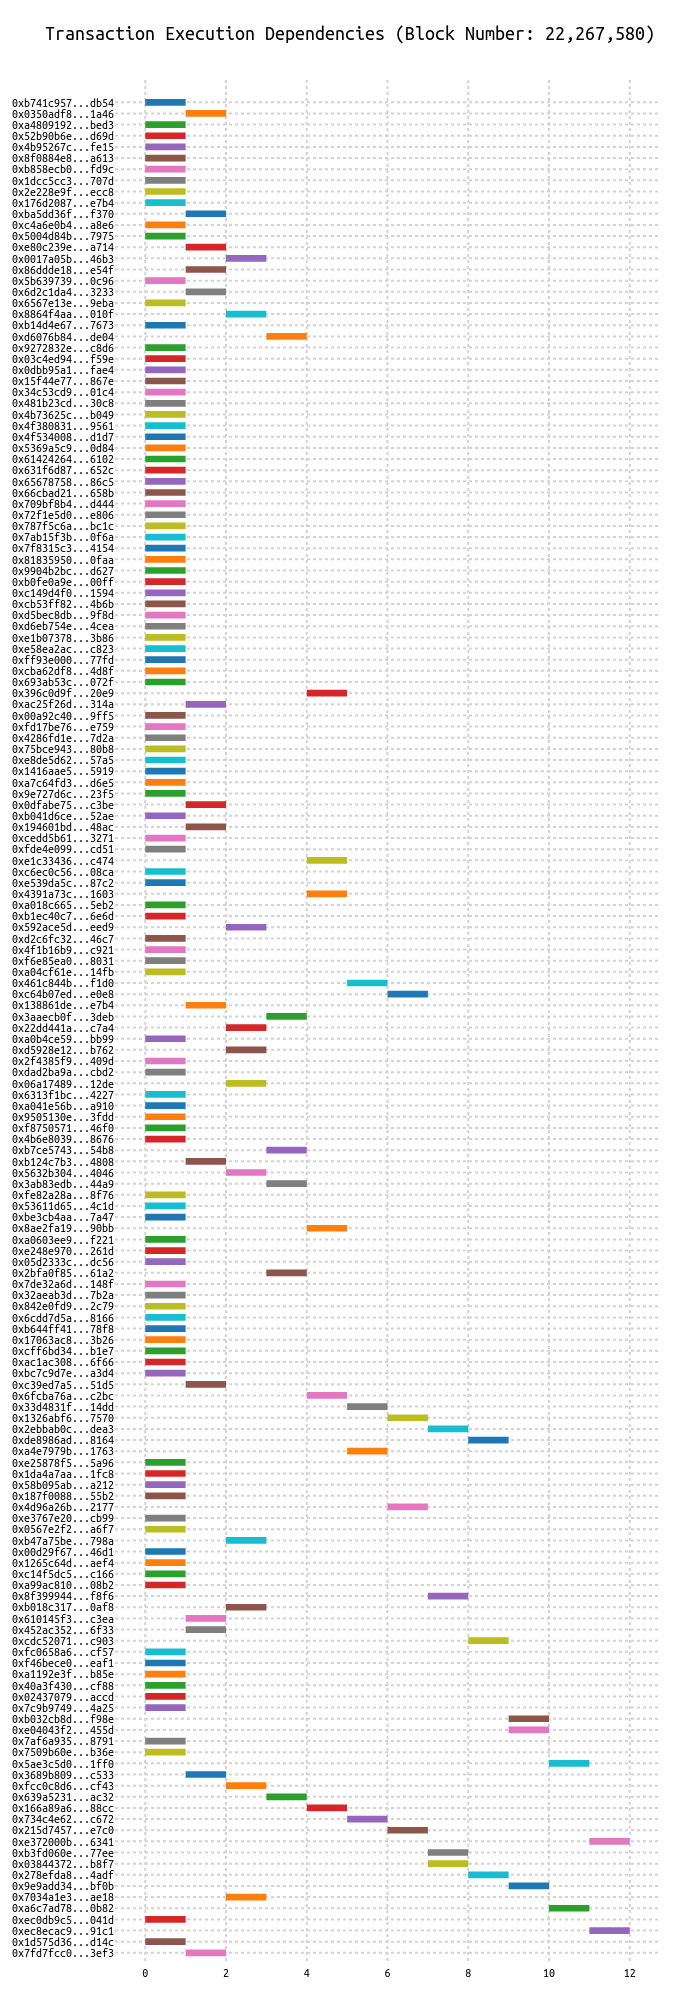 Transaction Execution Dependencies (Block Number: 22,267,580)
0xb741c957...db54
0x0350adf8...1a46
0xa4809192...bed3
0x52b90b6e...d69d
0x4b95267c...fe15
0x8f0884e8...a613
0xb858ecb0...fd9c
0x1dcc5cc3...707d
0x2e228e9f...ecc8
0x176d2087...e7b4
0xba5dd36f...f370
0xc4a6e0b4...a8e6
0x5004d84b...7975
0xe80c239e...a714
0x0017a05b...46b3
0x86ddde18...e54f
0x5b639739...0c96
0x6d2c1da4...3233
0x6567e13e...9eba
0x8864f4aa...010f
0xb14d4e67...7673
0xd6076b84...de04
0x9272832e...c8d6
0x03c4ed94...f59e
0x0dbb95a1...fae4
0x15f44e77...867e
0x34c53cd9...01c4
0x481b23cd...30c8
0x4b73625c...b049
0x4f380831...9561
0x4f534008...d1d7
0x5369a5c9...0d84
0x61424264...6102
0x631f6d87...652c
0x65678758...86c5
0x66cbad21...658b
0x709bf8b4...d444
0x72f1e5d0...e806
0x787f5c6a...bc1c
0x7ab15f3b...0f6a
0x7f8315c3...4154
0x81835950...0faa
0x9904b2bc...d627
0xb0fe0a9e...00ff
0xc149d4f0...1594
0xcb53ff82...4b6b
0xd5bec8db...9f8d
0xd6eb754e...4cea
0xe1b07378...3b86
0xe58ea2ac...c823
0xff93e000...77fd
0xcba62df8...4d8f
0x693ab53c...072f
0x396c0d9f...20e9
0xac25f26d...314a
0x00a92c40...9ff5
0xfd17be76...e759
0x4286fd1e...7d2a
0x75bce943...80b8
0xe8de5d62...57a5
0x1416aae5...5919
0xa7c64fd3...d6e5
0x9e727d6c...23f5
0x0dfabe75...c3be
0xb041d6ce...52ae
0x194601bd...48ac
0xcedd5b61...3271
0xfde4e099...cd51
0xe1c33436...c474
0xc6ec0c56...08ca
0xe539da5c...87c2
0x4391a73c...1603
0xa018c665...5eb2
0xb1ec40c7...6e6d
0x592ace5d...eed9
0xd2c6fc32...46c7
0x4f1b16b9...c921
0xf6e85ea0...8031
0xa04cf61e...14fb
0x461c844b...f1d0
0xc64b07ed...e0e8
0x138861de...e7b4
0x3aaecb0f...3deb
0x22dd441a...c7a4
0xa0b4ce59...bb99
0xd5928e12...b762
0x2f4385f9...409d
0xdad2ba9a...cbd2
0x06a17489...12de
0x6313f1bc...4227
0xa041e56b...a910
0x9505130e...3fdd
0xf8750571...46f0
0x4b6e8039...8676
0xb7ce5743...54b8
0xb124c7b3...4808
0x5632b304...4046
0x3ab83edb...44a9
0xfe82a28a...8f76
0x53611d65...4c1d
0xbe3cb4aa...7a47
0x8ae2fa19...90bb
0xa0603ee9...f221
0xe248e970...261d
0x05d2333c...dc56
0x2bfa0f85...61a2
0x7de32a6d...148f
0x32aeab3d...7b2a
0x842e0fd9...2c79
0x6cdd7d5a...8166
0xb644ff41...78f8
0x17063ac8...3b26
0xcff6bd34...b1e7
0xac1ac308...6f66
0xbc7c9d7e...a3d4
0xc39ed7a5...51d5
0x6fcba76a...c2bc
0x33d4831f...14dd
0x1326abf6...7570
0x2ebbab0c...dea3
0xde8986ad...8164
0xa4e7979b...1763
0xe25878f5...5a96
0x1da4a7aa...1fc8
0x58b095ab...a212
0x187f0088...55b2
0x4d96a26b...2177
0xe3767e20...cb99
0x0567e2f2...a6f7
0xb47a75be...798a
0x00d29f67...46d1
0x1265c64d...aef4
0xc14f5dc5...c166
0xa99ac810...08b2
0x8f399944...f8f6
0xb018c317...0af8
0x610145f3...c3ea
0x452ac352...6f33
0xcdc52071...c903
0xfc0658a6...cf57
0xf46bece0...eaf1
0xa1192e3f...b85e
0x40a3f430...cf88
0x02437079...accd
0x7c9b9749...4a25
0xb032cb8d...f98e
0xe04043f2...455d
0x7af6a935...8791
0x7509b60e...b36e
0x5ae3c5d0...1ff0
0x3689b809...c533
0xfcc0c8d6...cf43
0x639a5231...ac32
0x166a89a6...88cc
0x734c4e62...c672
0x215d7457...e7c0
0xe372000b...6341
0xb3fd060e...77ee
0x03844372...b8f7
0x278efda8...4adf
0x9e9add34...bf0b
0x7034a1e3...ae18
0xa6c7ad78...0b82
0xec0db9c5...041d
0xec8ecac9...91c1
0x1d575d36...d14c
0x7fd7fcc0...3ef3
0 2 4 6 8 10 12